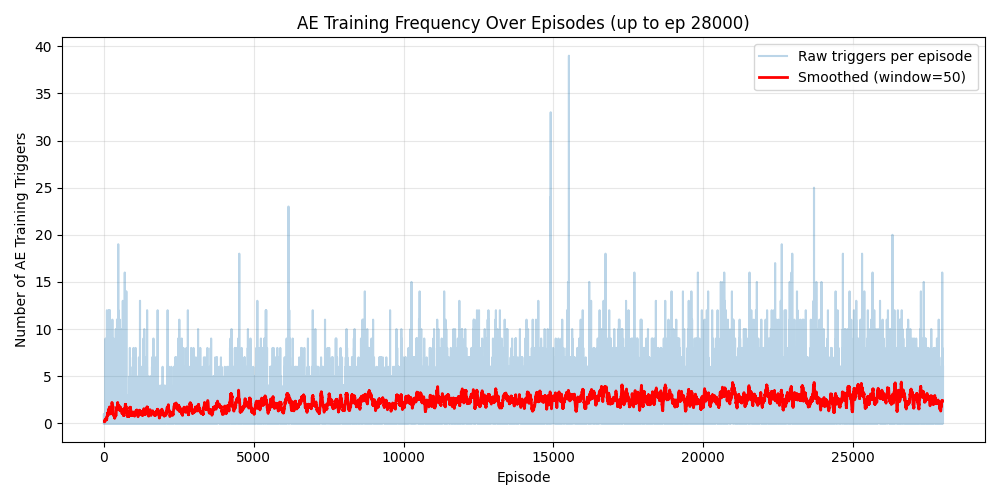 AE Training Frequency Over Episodes (up to ep 28000)
Raw triggers per episode
Smoothed (window=50)
Number of AE Training Triggers
40
35
30
25
20
15
10
5
0
0 5000 10000 15000 20000 25000
Episode